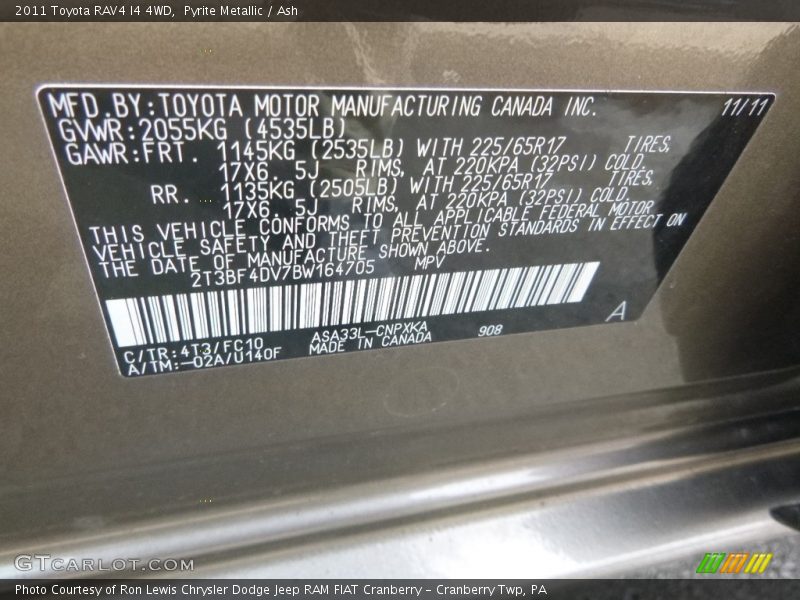 2011 Toyota RAV4 I4 4WD, Pyrite Metallic / Ash
MFD.BY:TOYOTA MOTOR MANUFACTURING CANADA INC. 11/11
GVWR:2055KG (4535LB)
GAWR:FRT. 1145KG (2535LB) WITH 225/65R17 TIRES,
17X6.5J RIMS, AT 220KPA (32PSI) COLD.
RR. 1135KG (2505LB) WITH 225/65R17 TIRES,
17X6.5J RIMS, AT 220KPA (32PSI) COLD.
THIS VEHICLE CONFORMS TO ALL APPLICABLE FEDERAL MOTOR
VEHICLE SAFETY AND THEFT PREVENTION STANDARDS IN EFFECT ON
THE DATE OF MANUFACTURE SHOWN ABOVE.
2T3BF4DV7BW164705 MPV
A
C/TR:4T3/FC10 ASA33L-CNPXKA 908
A/TM:-02A/U140F MADE IN CANADA
GTCARLOT.COM
Photo Courtesy of Ron Lewis Chrysler Dodge Jeep RAM FIAT Cranberry - Cranberry Twp, PA